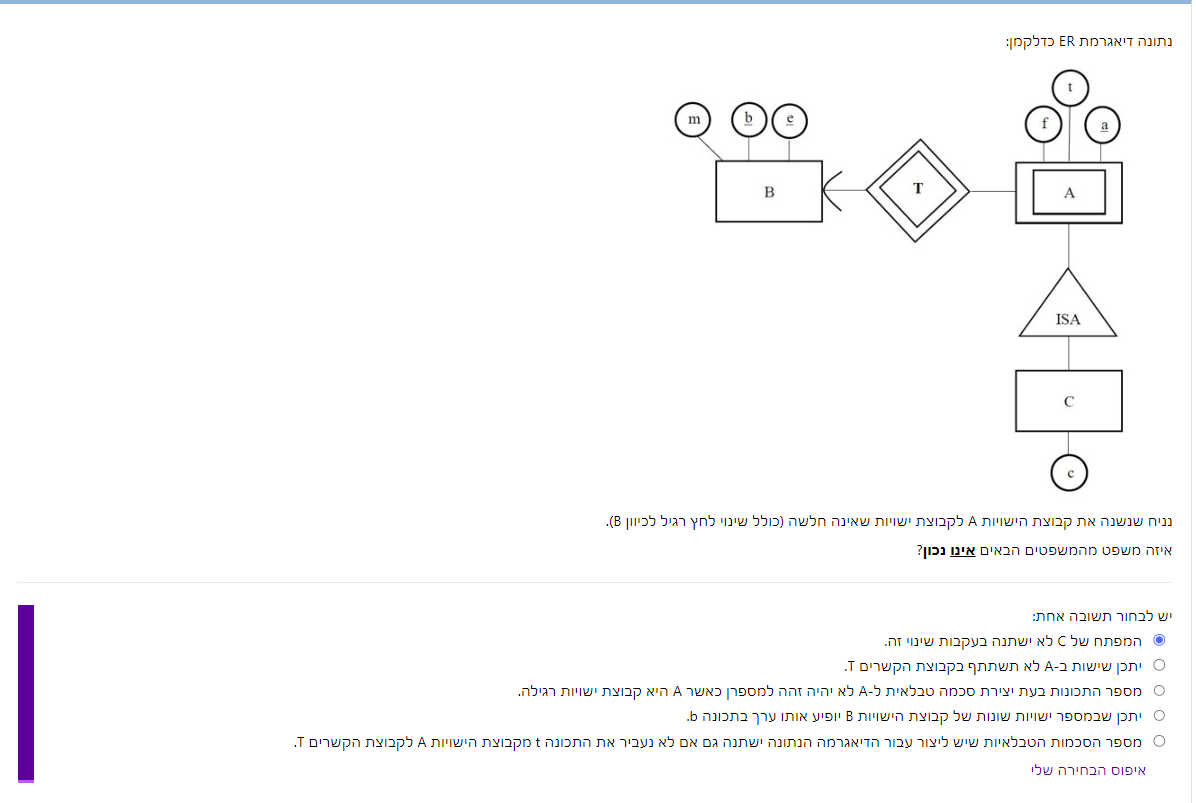 נתונה דיאגרמת ER כדלקמן:
t
m b e f a
B T A
ISA
C
c
נניח שנשנה את קבוצת הישויות A לקבוצת ישויות שאינה חלשה (כולל שינוי לחץ רגיל לכיוון B).
איזה משפט מהמשפטים הבאים אינו נכון?
יש לבחור תשובה אחת:
המפתח של C לא ישתנה בעקבות שינוי זה.
יתכן שישות ב-A לא תשתתף בקבוצת הקשרים T.
מספר התכונות בעת יצירת סכמה טבלאית ל-A לא יהיה זהה למספרן כאשר A היא קבוצת ישויות רגילה.
יתכן שבמספר ישויות שונות של קבוצת הישויות B יופיע אותו ערך בתכונה b.
מספר הסכמות הטבלאיות שיש ליצור עבור הדיאגרמה הנתונה ישתנה גם אם לא נעביר את התכונה t מקבוצת הישויות A לקבוצת הקשרים T.
איפוס הבחירה שלי